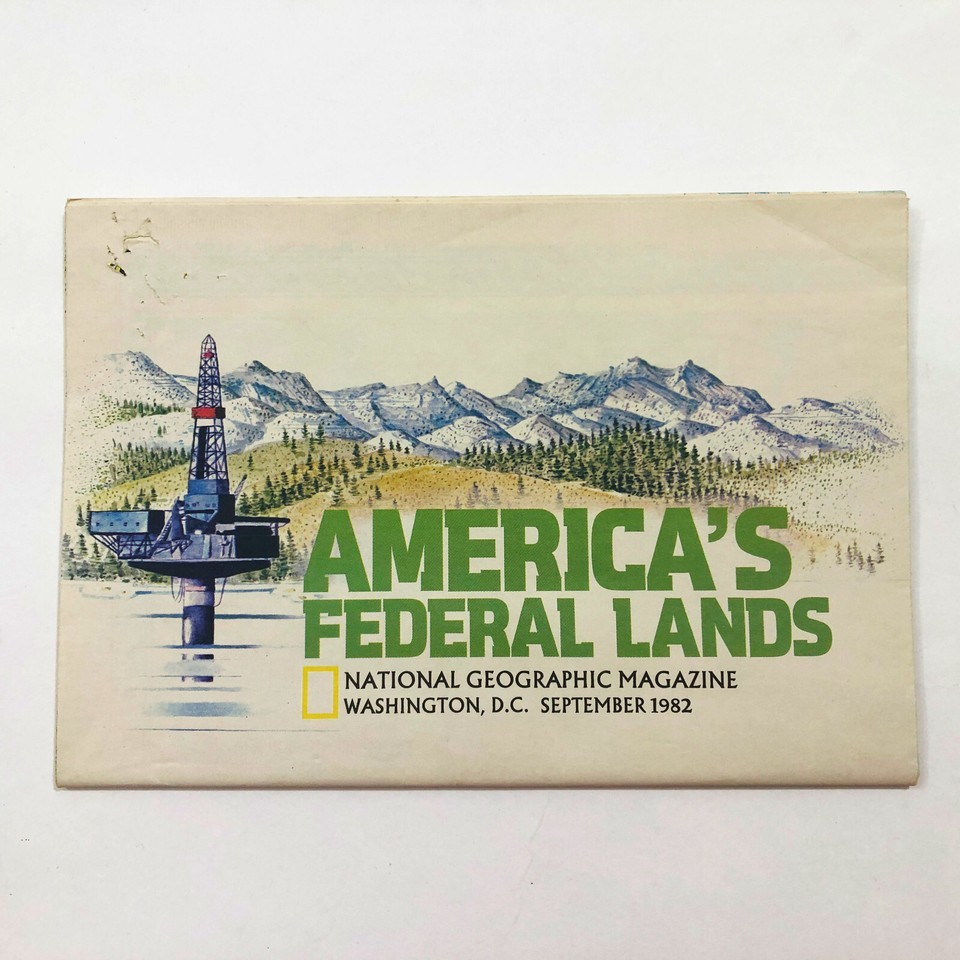 AMERICA'S
FEDERAL LANDS
NATIONAL GEOGRAPHIC MAGAZINE
WASHINGTON, D.C. SEPTEMBER 1982